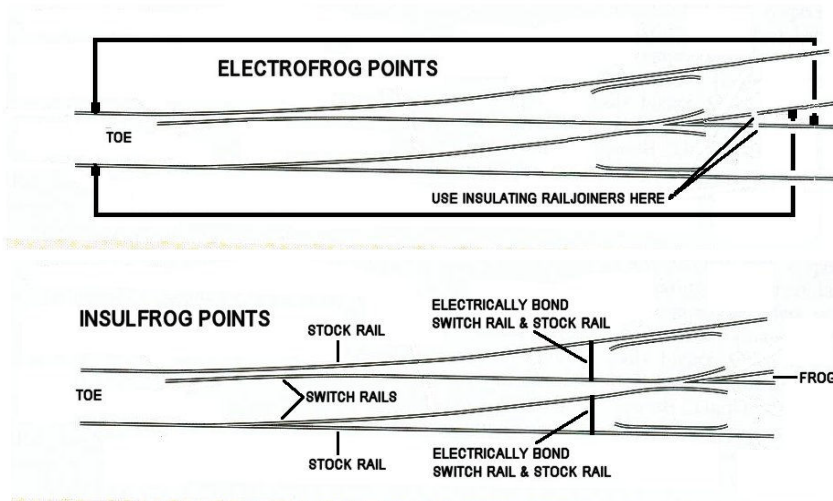 ELECTROFROG POINTS
TOE
USE INSULATING RAILJOINERS HERE
INSULFROG POINTS
STOCK RAIL
ELECTRICALLY BOND
SWITCH RAIL & STOCK RAIL
TOE
SWITCH RAILS
FROG
STOCK RAIL
ELECTRICALLY BOND
SWITCH RAIL & STOCK RAIL